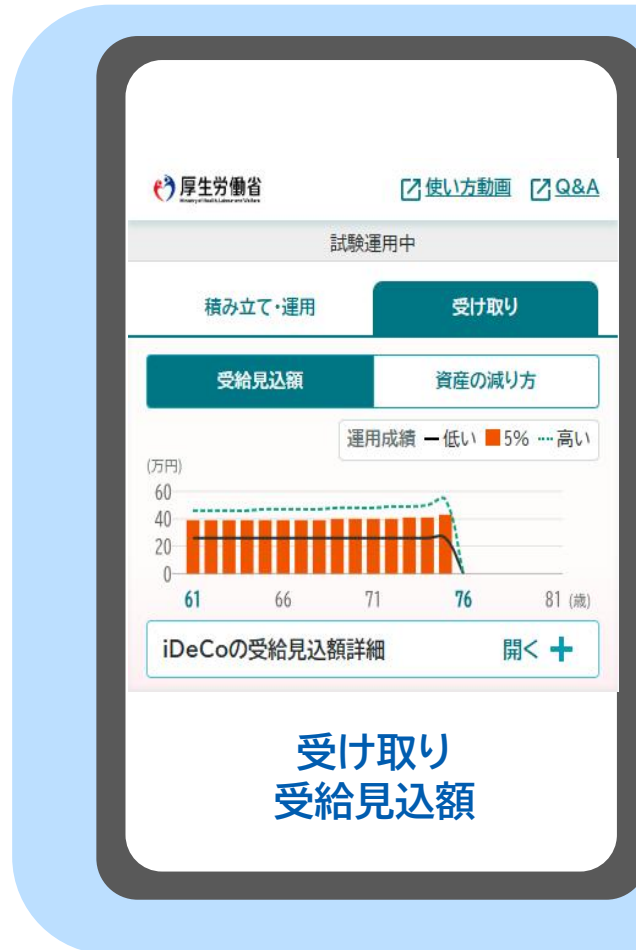 厚生労働省
使い方動画 Q&A
試験運用中
積み立て・運用 受け取り
受給見込額 資産の減り方
運用成績 低い 5% 高い
(万円)
60
40
20
0
61 66 71 76 81 (歳)
iDeCoの受給見込額詳細 開く
受け取り
受給見込額